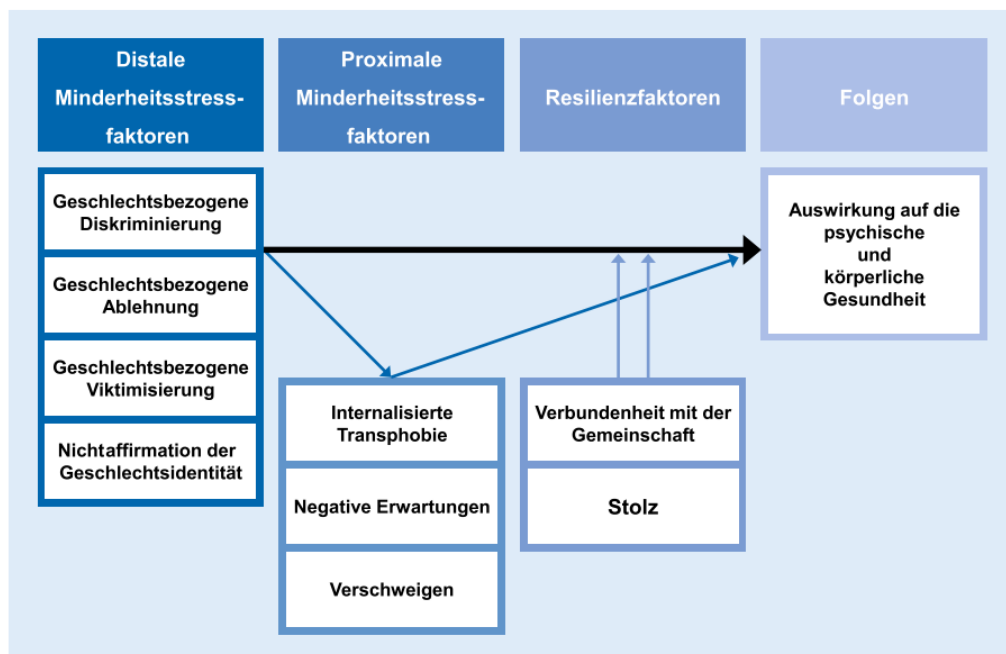 Distale
Minderheitsstress-
faktoren
Proximale
Minderheitsstress-
faktoren
Resilienzfaktoren
Folgen
Geschlechtsbezogene
Diskriminierung
Geschlechtsbezogene
Ablehnung
Geschlechtsbezogene
Viktimisierung
Nichtaffirmation der
Geschlechtsidentität
Internalisierte
Transphobie
Negative Erwartungen
Verschweigen
Verbundenheit mit der
Gemeinschaft
Stolz
Auswirkung auf die
psychische
und
körperliche
Gesundheit